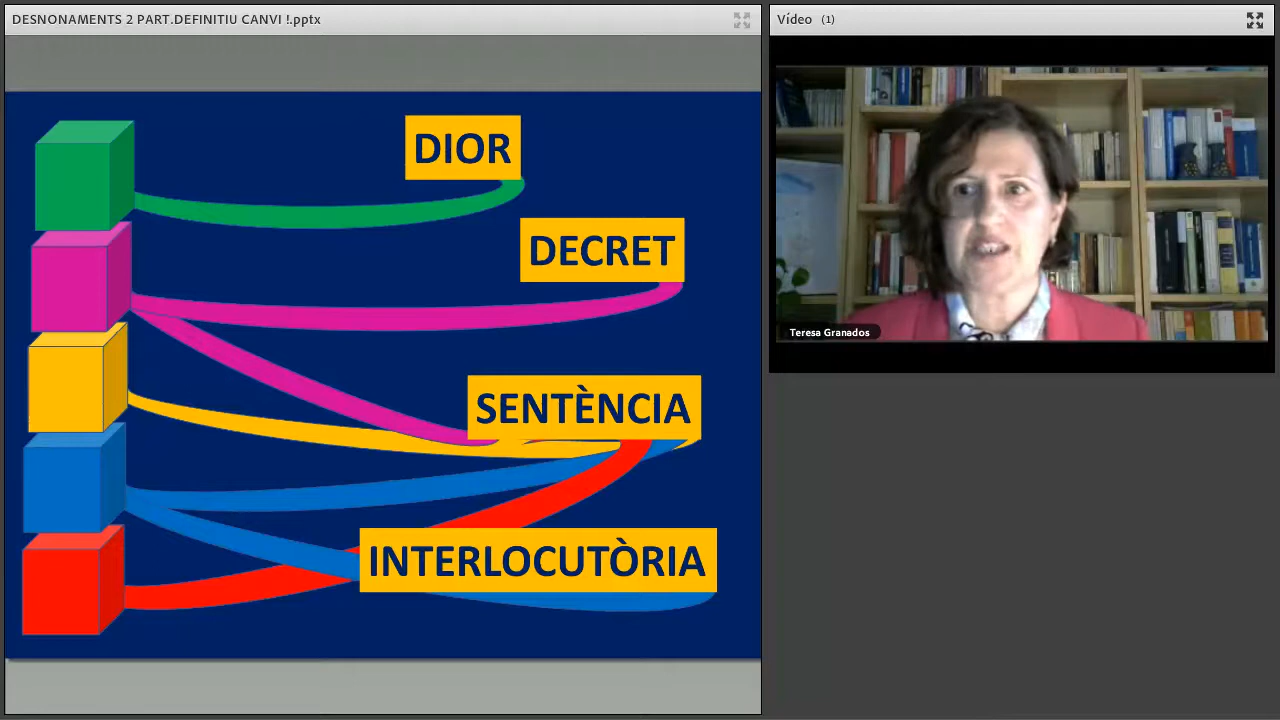 DESNONAMENTS 2 PART.DEFINITIU CANVI !.pptx
Vídeo (1)
DIOR
DECRET
SENTÈNCIA
INTERLOCUTÒRIA
Teresa Granados